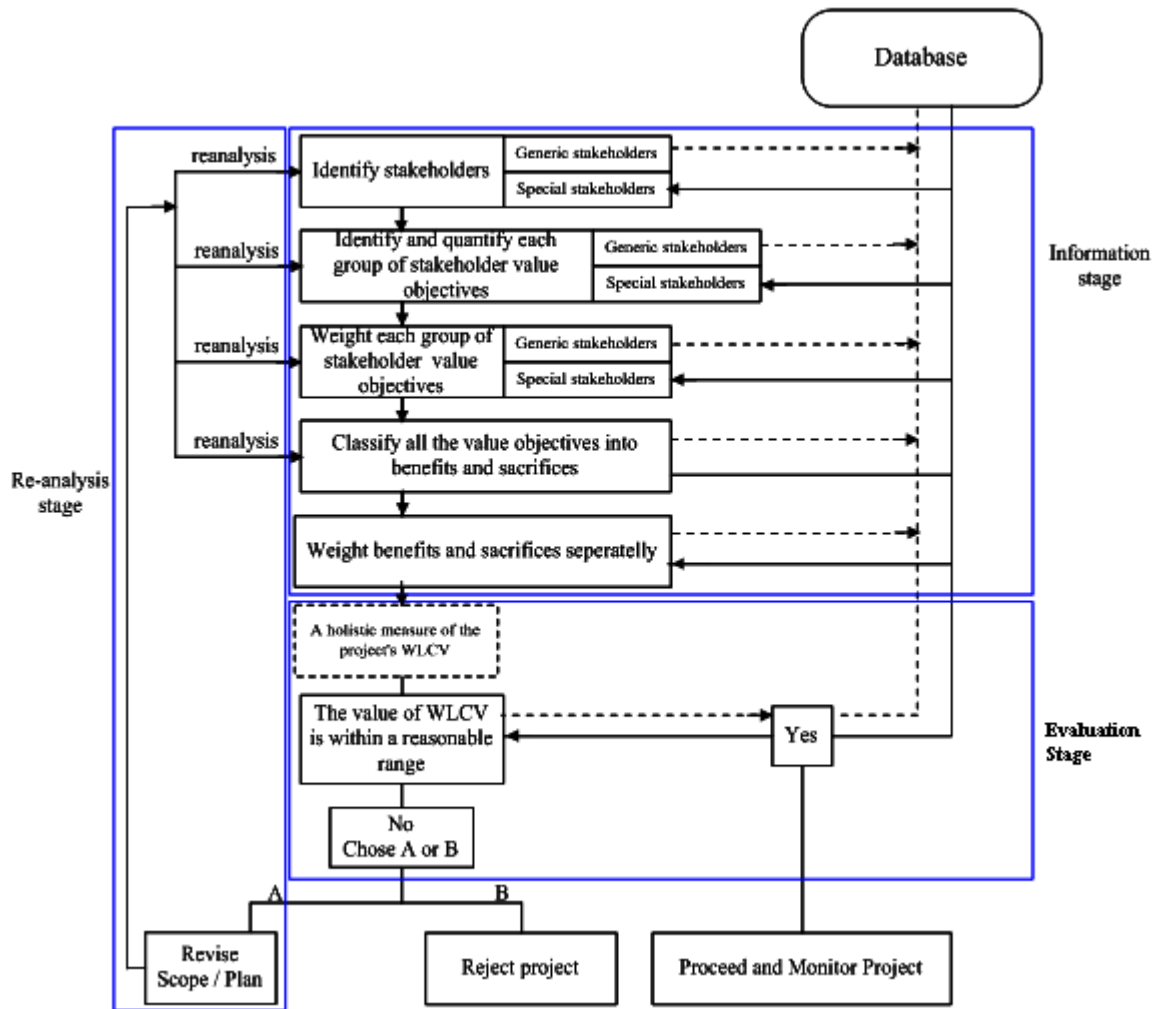 Database
reanalysis
Identify stakeholders
Generic stakeholders
Special stakeholders
reanalysis
Identify and quantify each
group of stakeholder value
objectives
Generic stakeholders
Special stakeholders
Information
stage
reanalysis
Weight each group of
stakeholder value
objectives
Generic stakeholders
Special stakeholders
reanalysis
Classify all the value objectives into
benefits and sacrifices
Re-analysis
stage
Weight benefits and sacrifices seperatelly
A holistic measure of the
project's WLCV
The value of WLCV
is within a reasonable
range
Yes
Evaluation
Stage
No
Chose A or B
A
B
Revise
Scope / Plan
Reject project
Proceed and Monitor Project